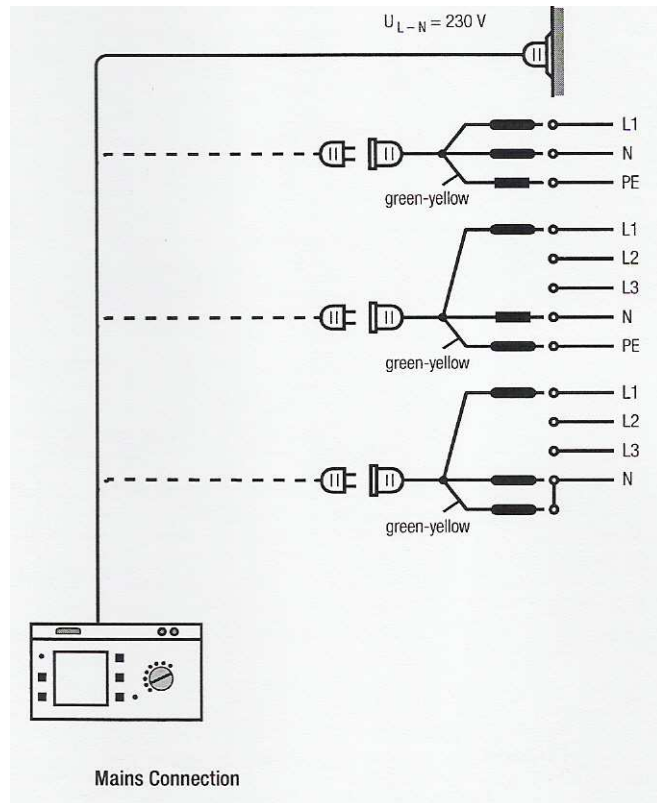 U L – N = 230 V
L1
N
PE
green-yellow
L1
L2
L3
N
PE
green-yellow
L1
L2
L3
N
green-yellow
Mains Connection